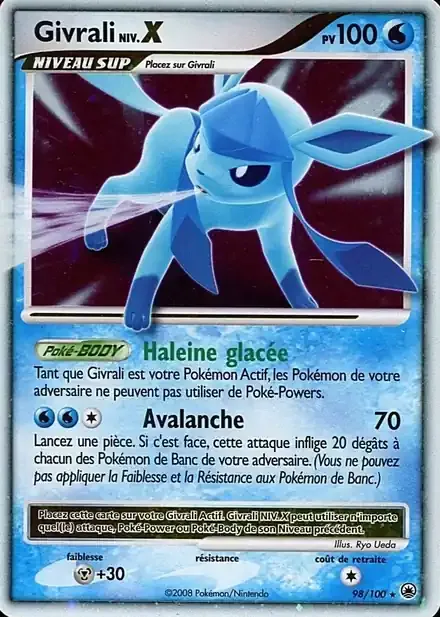 Givrali NIV.X PV100
NIVEAU SUP Placez sur Givrali
Poké-BODY Haleine glacée
Tant que Givrali est votre Pokémon Actif, les Pokémon de votre
adversaire ne peuvent pas utiliser de Poké-Powers.
Avalanche 70
Lancez une pièce. Si c'est face, cette attaque inflige 20 dégâts à
chacun des Pokémon de Banc de votre adversaire. (Vous ne pouvez
pas appliquer la Faiblesse et la Résistance aux Pokémon de Banc.)
Placez cette carte sur votre Givrali Actif. Givrali NIV.X peut utiliser n'importe
quel(le) attaque, Poké-Power ou Poké-Body de son Niveau précédent.
Illus. Ryo Ueda
faiblesse résistance coût de retraite
+30
©2008 Pokémon/Nintendo 98/100 ★